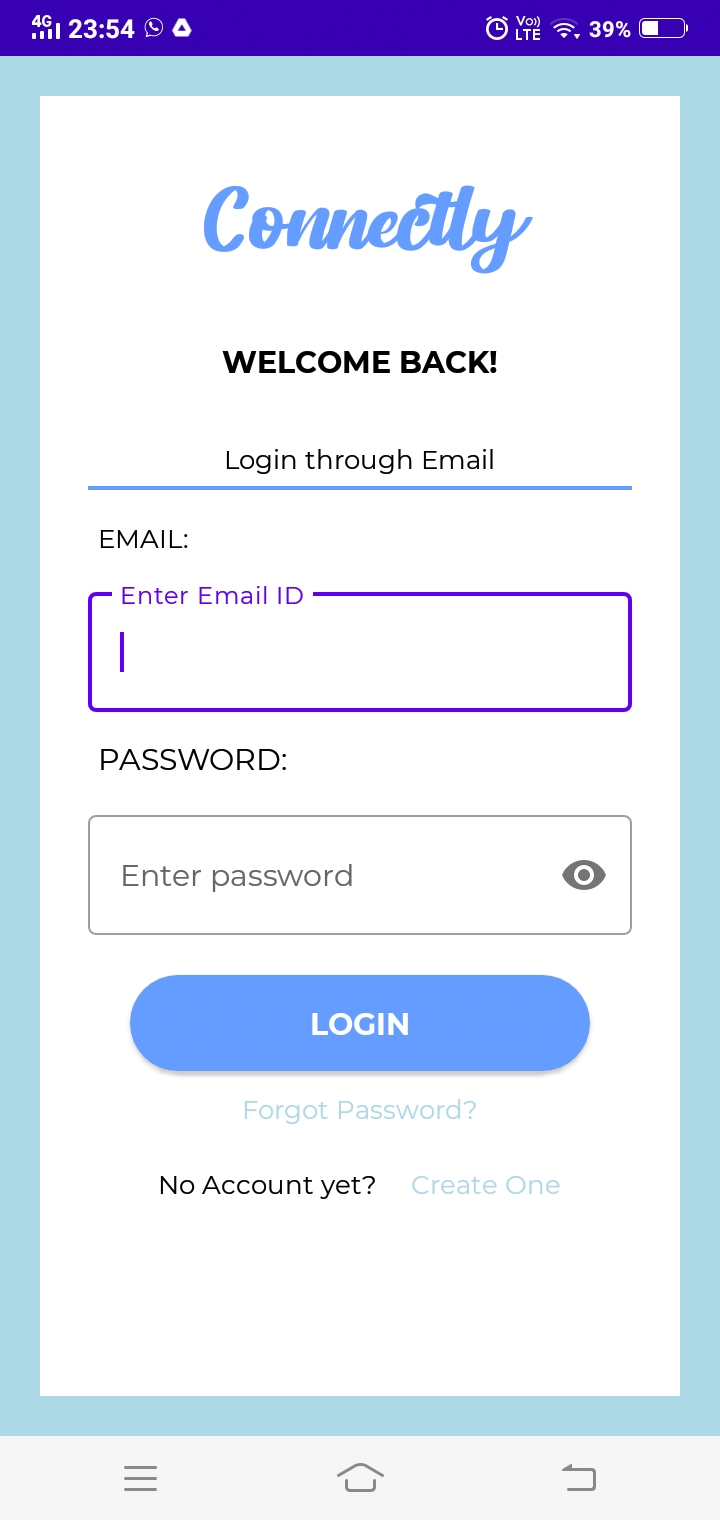 4G 23:54 Vo)) LTE 39%
Connectly
WELCOME BACK!
Login through Email
EMAIL:
Enter Email ID
PASSWORD:
Enter password
LOGIN
Forgot Password?
No Account yet? Create One